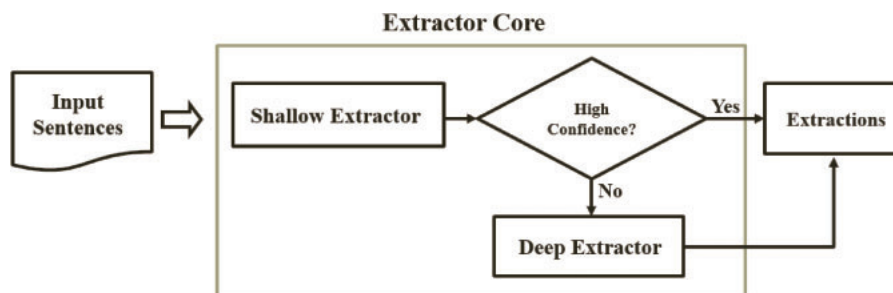 Extractor Core
Input
Sentences
Shallow Extractor
High
Confidence?
Yes
Extractions
No
Deep Extractor